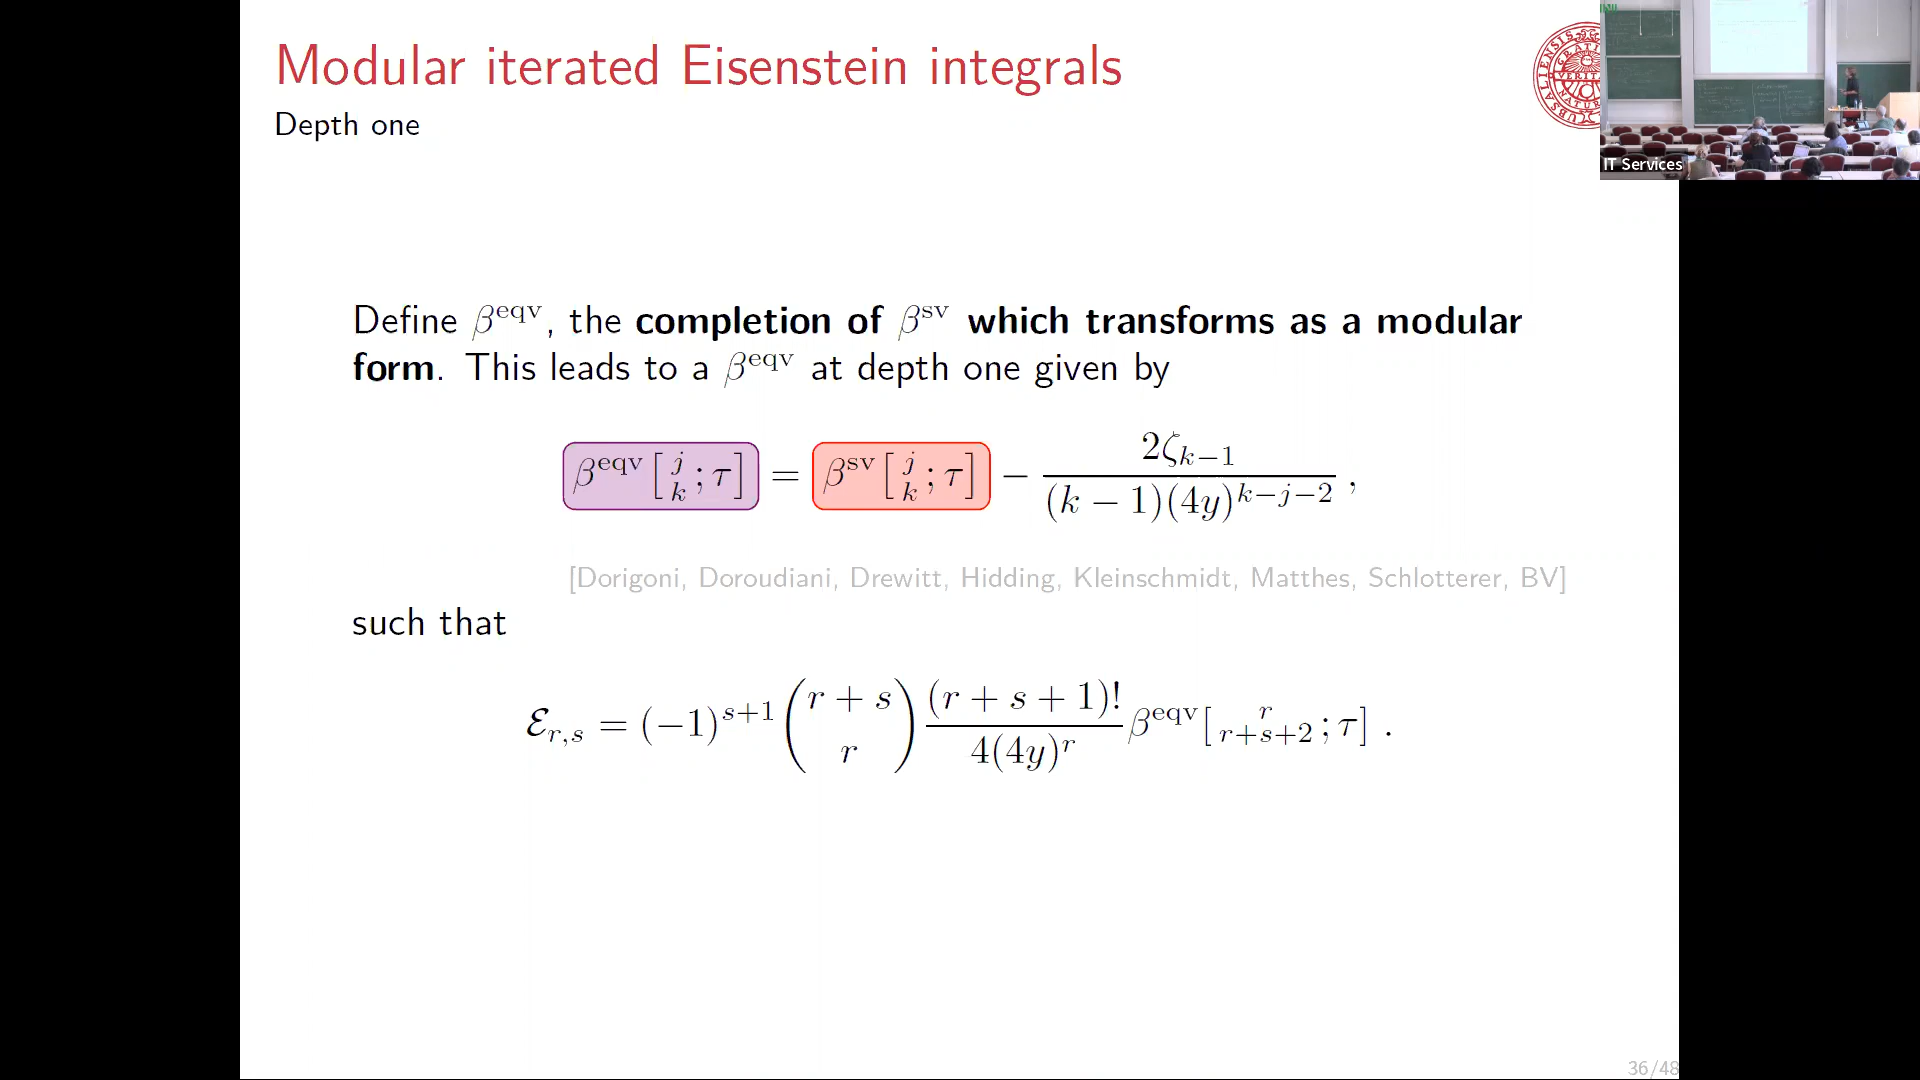 Modular iterated Eisenstein integrals
Depth one
IT Services
Define β^eqv, the completion of β^sv which transforms as a modular
form. This leads to a β^eqv at depth one given by
β^eqv [j k ; τ] = β^sv [j k ; τ] − 2ζ_{k−1} / (k − 1)(4y)^{k−j−2} ,
[Dorigoni, Doroudiani, Drewitt, Hidding, Kleinschmidt, Matthes, Schlotterer, BV]
such that
ℰ_{r,s} = (−1)^{s+1} (r + s r) (r + s + 1)! / 4(4y)^r β^eqv [r r+s+2 ; τ] .
36/48